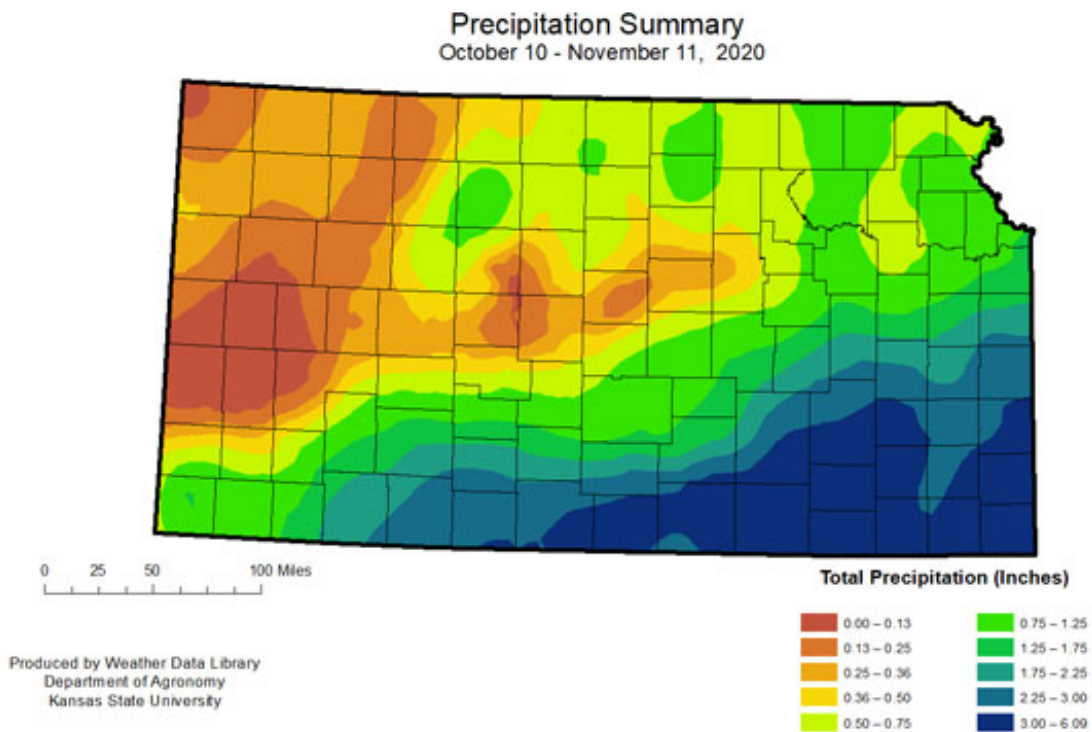 Precipitation Summary
October 10 - November 11, 2020
0 25 50 100 Miles
Total Precipitation (Inches)
0.00 – 0.13
0.13 – 0.25
0.25 – 0.36
0.36 – 0.50
0.50 – 0.75
0.75 – 1.25
1.25 – 1.75
1.75 – 2.25
2.25 – 3.00
3.00 – 6.09
Produced by Weather Data Library
Department of Agronomy
Kansas State University